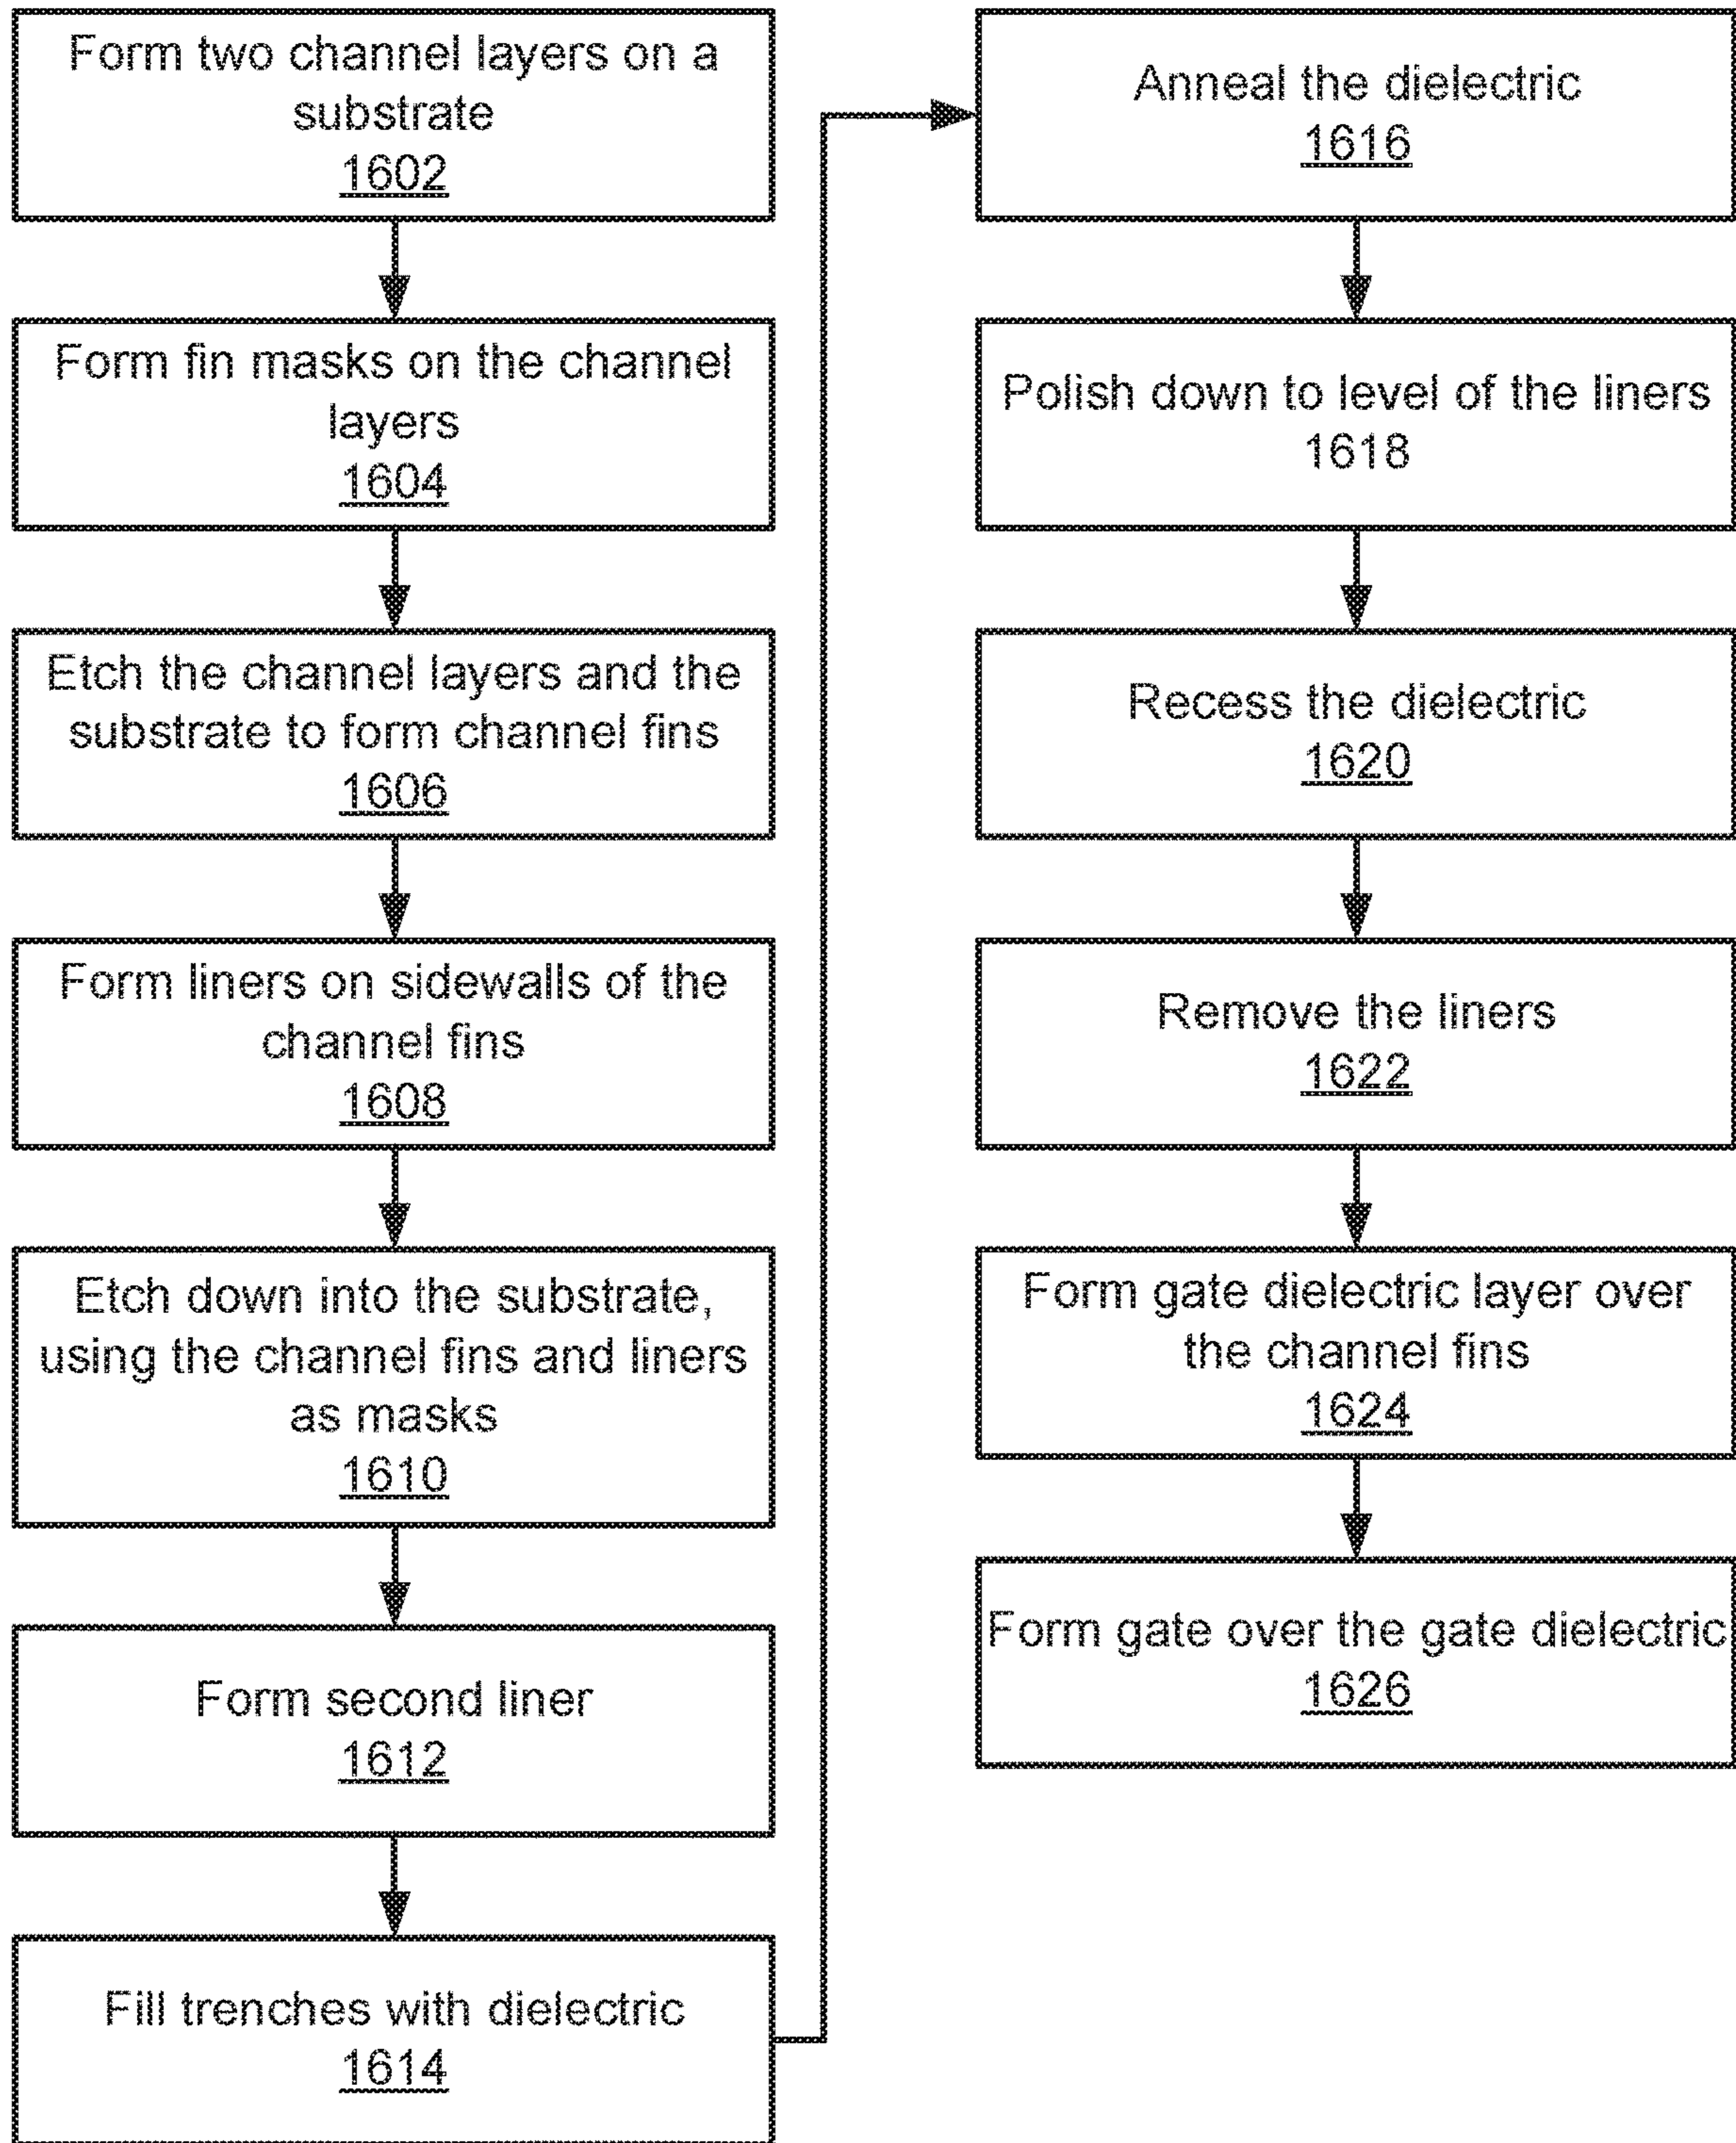 Form two channel layers on a
substrate
1602
Form fin masks on the channel
layers
1604
Etch the channel layers and the
substrate to form channel fins
1606
Form liners on sidewalls of the
channel fins
1608
Etch down into the substrate,
using the channel fins and liners
as masks
1610
Form second liner
1612
Fill trenches with dielectric
1614
Anneal the dielectric
1616
Polish down to level of the liners
1618
Recess the dielectric
1620
Remove the liners
1622
Form gate dielectric layer over
the channel fins
1624
Form gate over the gate dielectric
1626